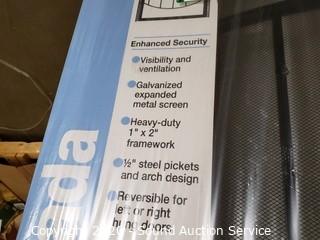 Enhanced Security
Visibility and
ventilation
Galvanized
expanded
metal screen
Heavy-duty
1" x 2"
framework
½" steel pickets
and arch design
Reversible for
left or right
hung doors
Copyright 2020 - Sound Auction Service